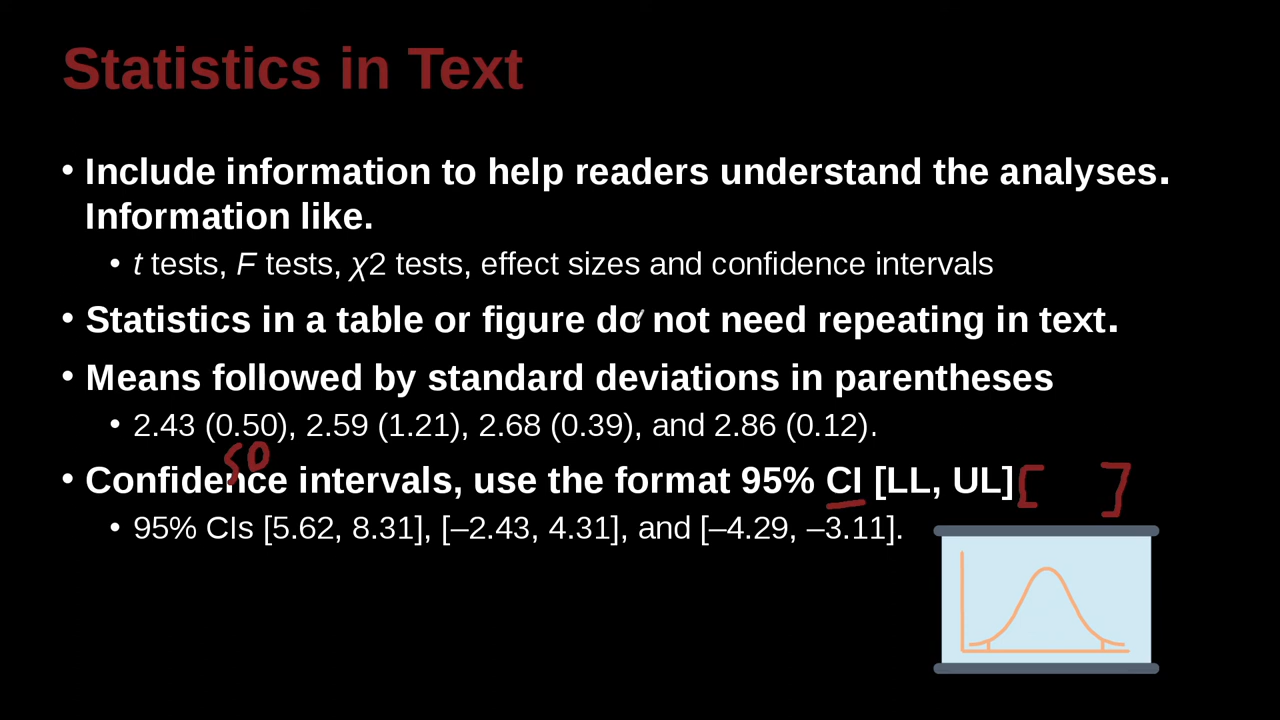 Statistics in Text
• Include information to help readers understand the analyses.
Information like.
• t tests, F tests, χ2 tests, effect sizes and confidence intervals
• Statistics in a table or figure do not need repeating in text.
• Means followed by standard deviations in parentheses
• 2.43 (0.50), 2.59 (1.21), 2.68 (0.39), and 2.86 (0.12).
SD
• Confidence intervals, use the format 95% CI [LL, UL] [ ]
• 95% CIs [5.62, 8.31], [–2.43, 4.31], and [–4.29, –3.11].